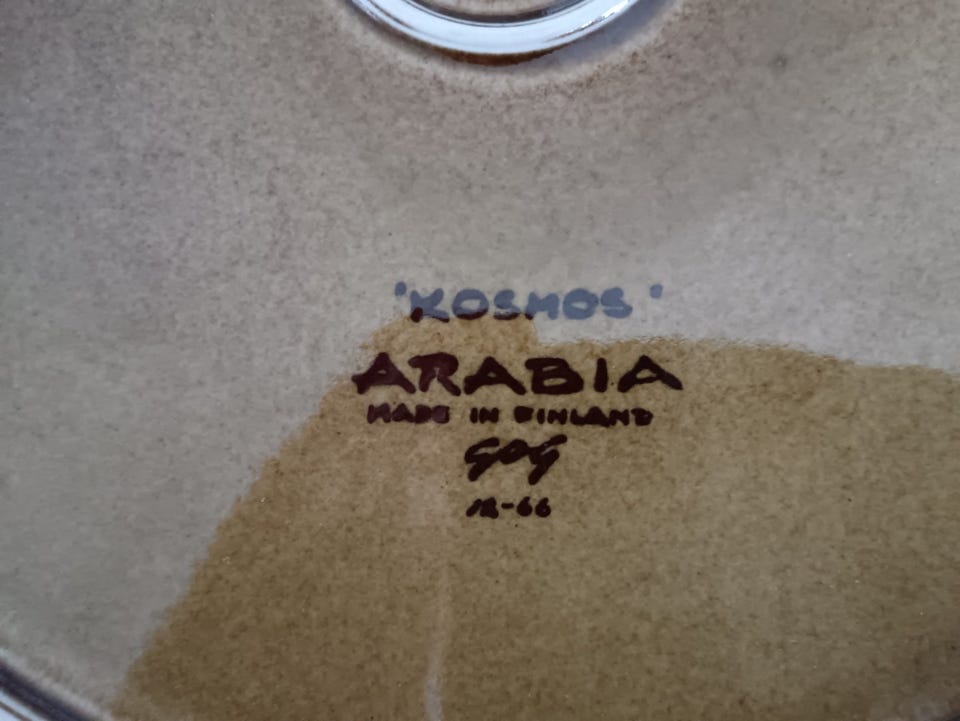 'KOSMOS'
ARABIA
MADE IN FINLAND
GOG
12-66